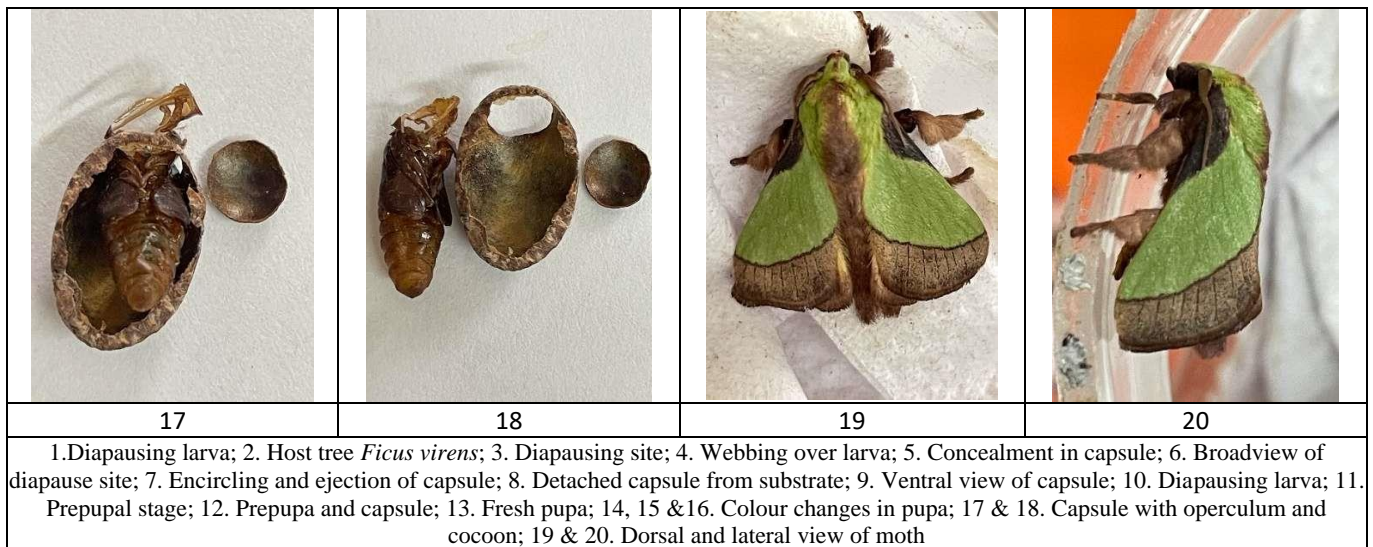 17 18 19 20
1.Diapausing larva; 2. Host tree Ficus virens; 3. Diapausing site; 4. Webbing over larva; 5. Concealment in capsule; 6. Broadview of
diapause site; 7. Encircling and ejection of capsule; 8. Detached capsule from substrate; 9. Ventral view of capsule; 10. Diapausing larva; 11.
Prepupal stage; 12. Prepupa and capsule; 13. Fresh pupa; 14, 15 &16. Colour changes in pupa; 17 & 18. Capsule with operculum and
cocoon; 19 & 20. Dorsal and lateral view of moth